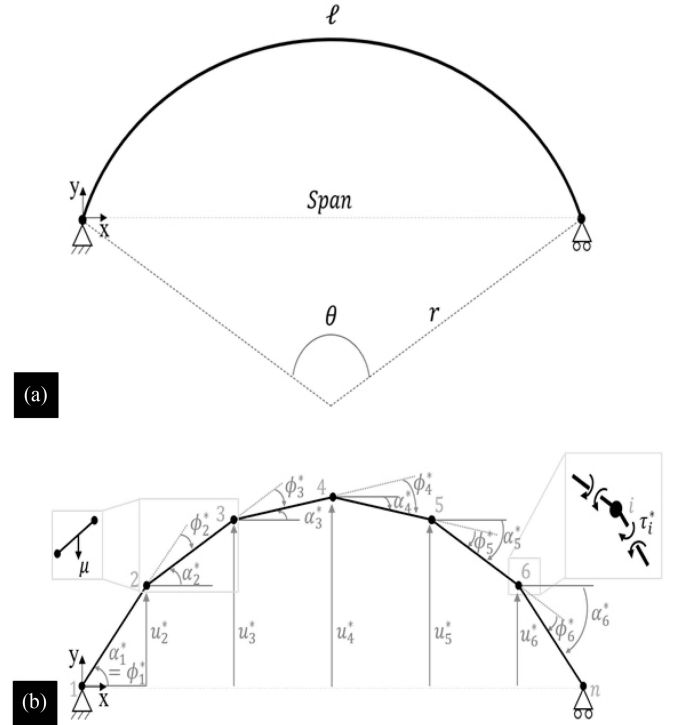 ℓ
y
x
Span
θ
r
(a)
4
ϕ₄*
3
ϕ₃*
α₃*
α₄*
5
ϕ₂*
ϕ₅*
α₅*
i
τᵢ*
μ
2
α₂*
6
u₂*
u₃*
u₄*
u₅*
u₆*
ϕ₆*
α₆*
y
α₁*
= ϕ₁*
1
x
n
(b)